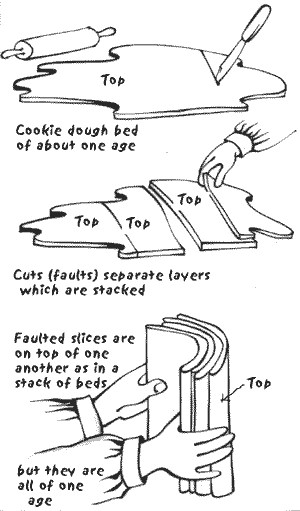 Top
Cookie dough bed
of about one age
Top
Top
Top
Cuts (faults) separate layers
which are stacked
Faulted slices are
on top of one
another as in a
stack of beds
Top
but they are
all of one
age